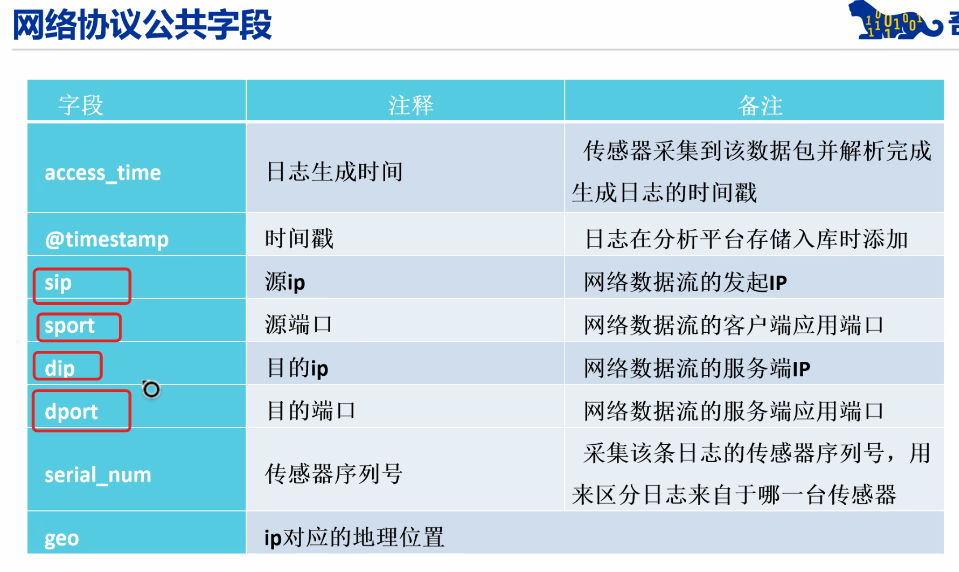 网络协议公共字段
字段 注释 备注
access_time 日志生成时间 传感器采集到该数据包并解析完成
生成日志的时间戳
@timestamp 时间戳 日志在分析平台存储入库时添加
sip 源ip 网络数据流的发起IP
sport 源端口 网络数据流的客户端应用端口
dip 目的ip 网络数据流的服务端IP
dport 目的端口 网络数据流的服务端应用端口
serial_num 传感器序列号 采集该条日志的传感器序列号，用
来区分日志来自于哪一台传感器
geo ip对应的地理位置